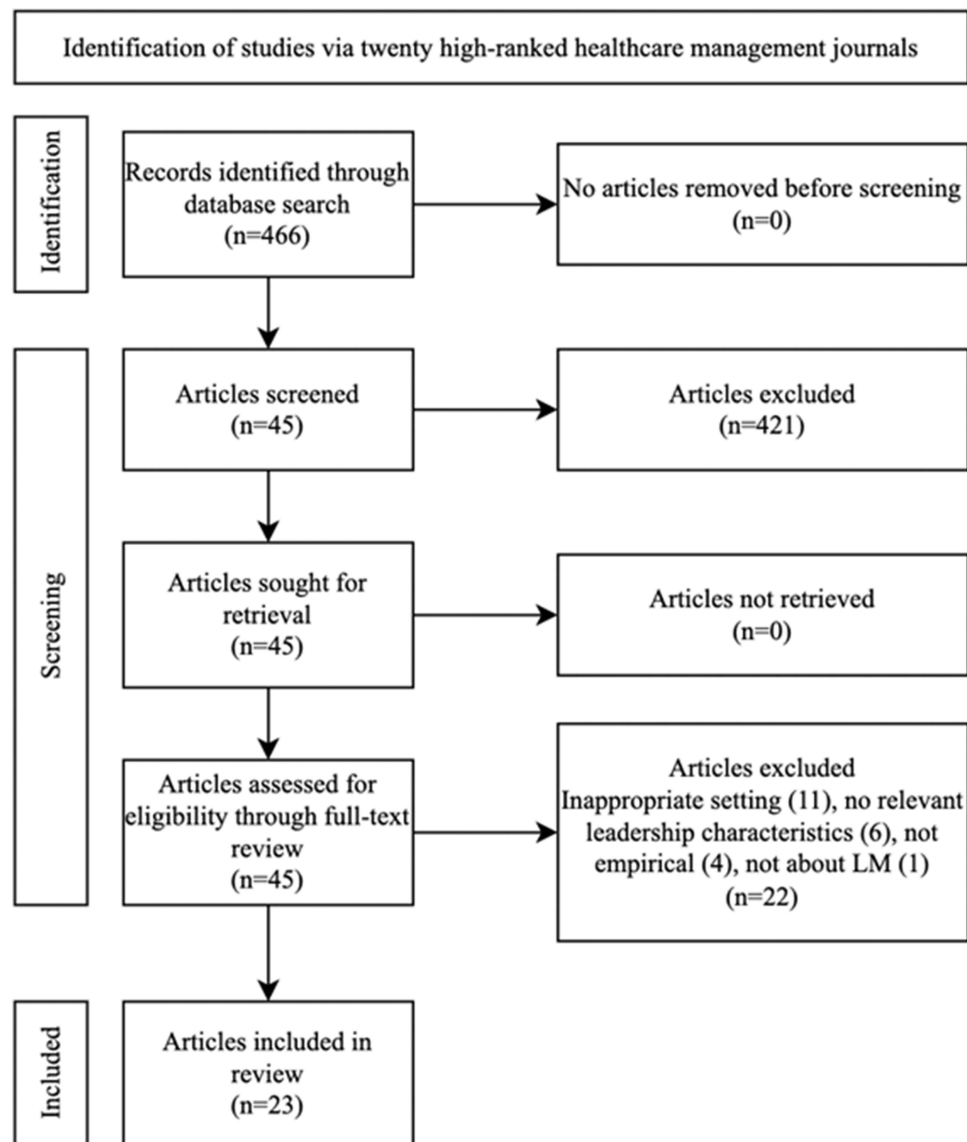 Identification of studies via twenty high-ranked healthcare management journals
Identification
Records identified through
database search
(n=466)
No articles removed before screening
(n=0)
Screening
Articles screened
(n=45)
Articles excluded
(n=421)
Articles sought for
retrieval
(n=45)
Articles not retrieved
(n=0)
Articles assessed for
eligibility through full-text
review
(n=45)
Articles excluded
Inappropriate setting (11), no relevant
leadership characteristics (6), not
empirical (4), not about LM (1)
(n=22)
Included
Articles included in
review
(n=23)